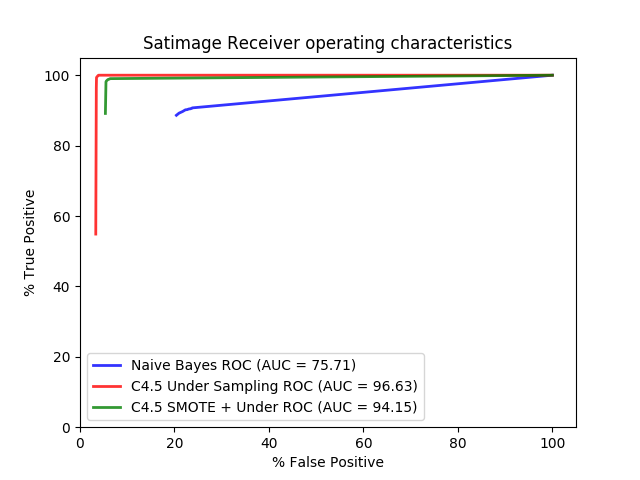 Satimage Receiver operating characteristics
100
80
60
40
20
0
% True Positive
Naive Bayes ROC (AUC = 75.71)
C4.5 Under Sampling ROC (AUC = 96.63)
C4.5 SMOTE + Under ROC (AUC = 94.15)
0 20 40 60 80 100
% False Positive